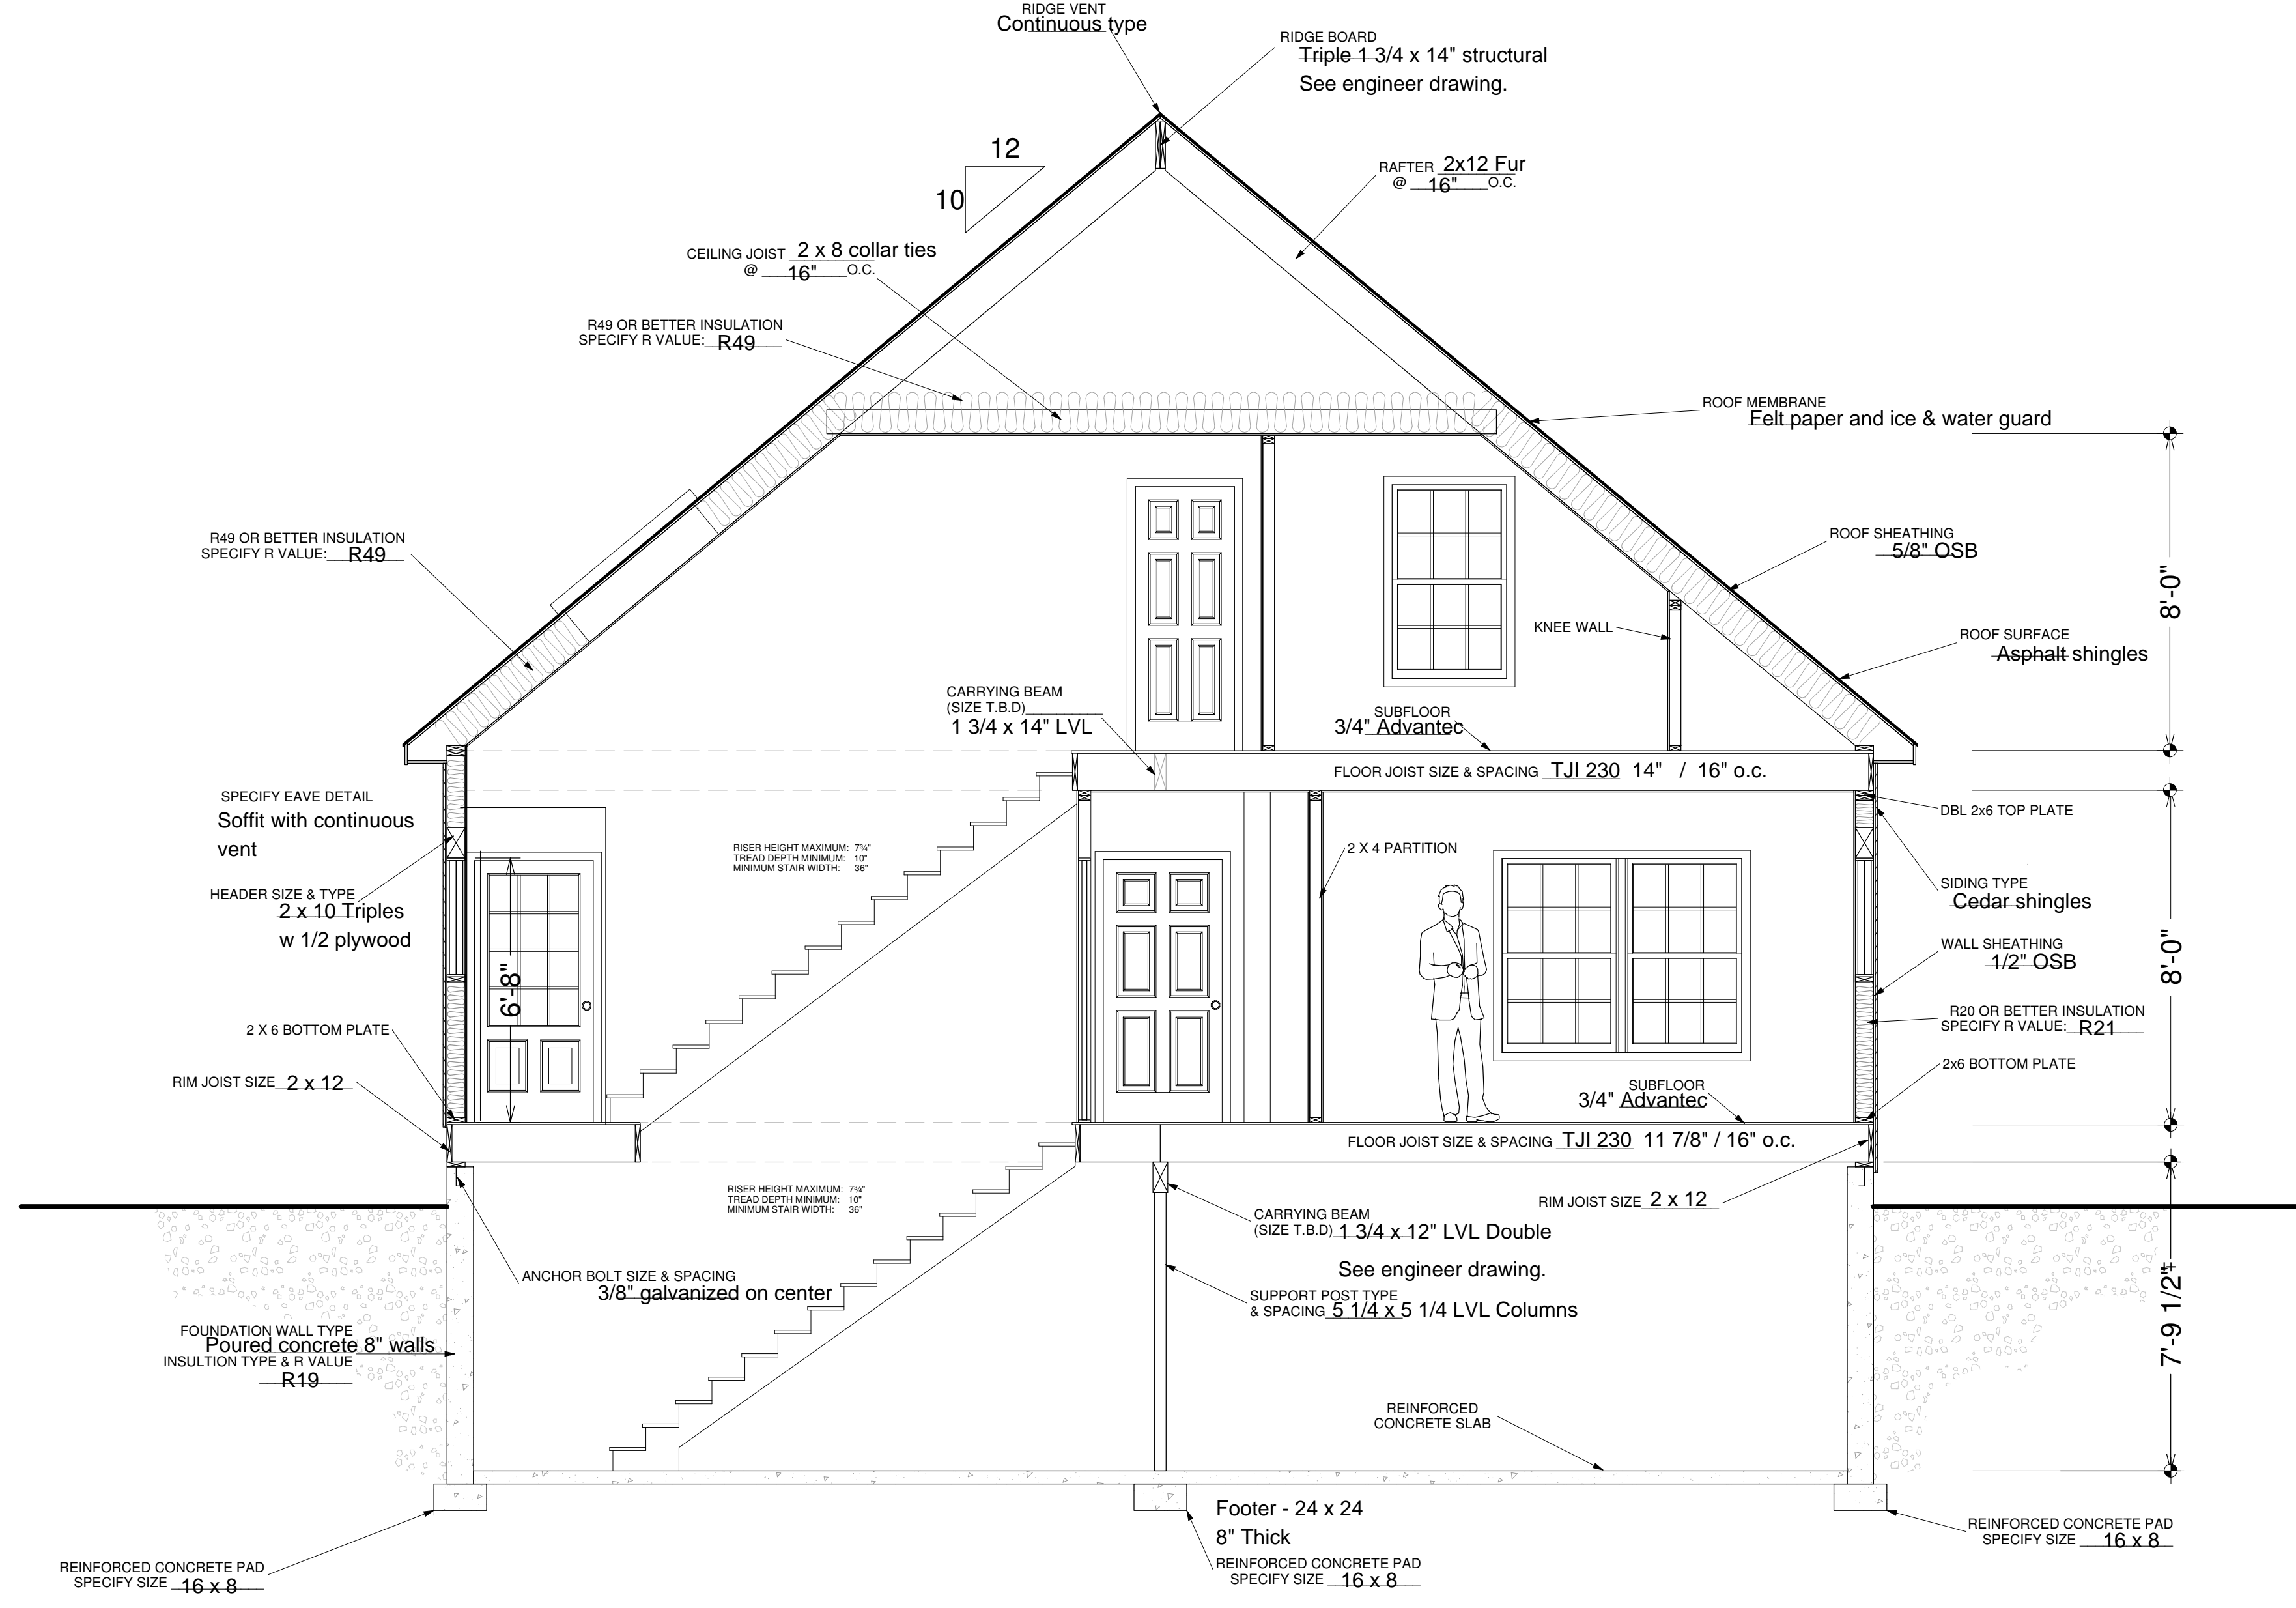 RIDGE VENT
Continuous type
RIDGE BOARD
Triple 1 3/4 x 14" structural
See engineer drawing.
12
10
RAFTER 2x12 Fur
@ 16" O.C.
CEILING JOIST 2 x 8 collar ties
@ 16" O.C.
R49 OR BETTER INSULATION
SPECIFY R VALUE: R49
ROOF MEMBRANE
Felt paper and ice & water guard
R49 OR BETTER INSULATION
SPECIFY R VALUE: R49
ROOF SHEATHING
5/8" OSB
8'-0"
KNEE WALL
ROOF SURFACE
Asphalt shingles
CARRYING BEAM
(SIZE T.B.D)
1 3/4 x 14" LVL
SUBFLOOR
3/4" Advantec
FLOOR JOIST SIZE & SPACING TJI 230 14" / 16" o.c.
SPECIFY EAVE DETAIL
Soffit with continuous
vent
DBL 2x6 TOP PLATE
RISER HEIGHT MAXIMUM: 7¾"
TREAD DEPTH MINIMUM: 10"
MINIMUM STAIR WIDTH: 36"
2 X 4 PARTITION
HEADER SIZE & TYPE
2 x 10 Triples
w 1/2 plywood
SIDING TYPE
Cedar shingles
WALL SHEATHING
1/2" OSB
8'-0"
6'-8"
R20 OR BETTER INSULATION
SPECIFY R VALUE: R21
2 X 6 BOTTOM PLATE
2x6 BOTTOM PLATE
RIM JOIST SIZE 2 x 12
SUBFLOOR
3/4" Advantec
FLOOR JOIST SIZE & SPACING TJI 230 11 7/8" / 16" o.c.
RISER HEIGHT MAXIMUM: 7¾"
TREAD DEPTH MINIMUM: 10"
MINIMUM STAIR WIDTH: 36"
RIM JOIST SIZE 2 x 12
CARRYING BEAM
(SIZE T.B.D) 1 3/4 x 12" LVL Double
See engineer drawing.
ANCHOR BOLT SIZE & SPACING
3/8" galvanized on center
SUPPORT POST TYPE
& SPACING 5 1/4 x 5 1/4 LVL Columns
7'-9 1/2"±
FOUNDATION WALL TYPE
Poured concrete 8" walls
INSULTION TYPE & R VALUE
R19
REINFORCED
CONCRETE SLAB
Footer - 24 x 24
8" Thick
REINFORCED CONCRETE PAD
SPECIFY SIZE 16 x 8
REINFORCED CONCRETE PAD
SPECIFY SIZE 16 x 8
REINFORCED CONCRETE PAD
SPECIFY SIZE 16 x 8